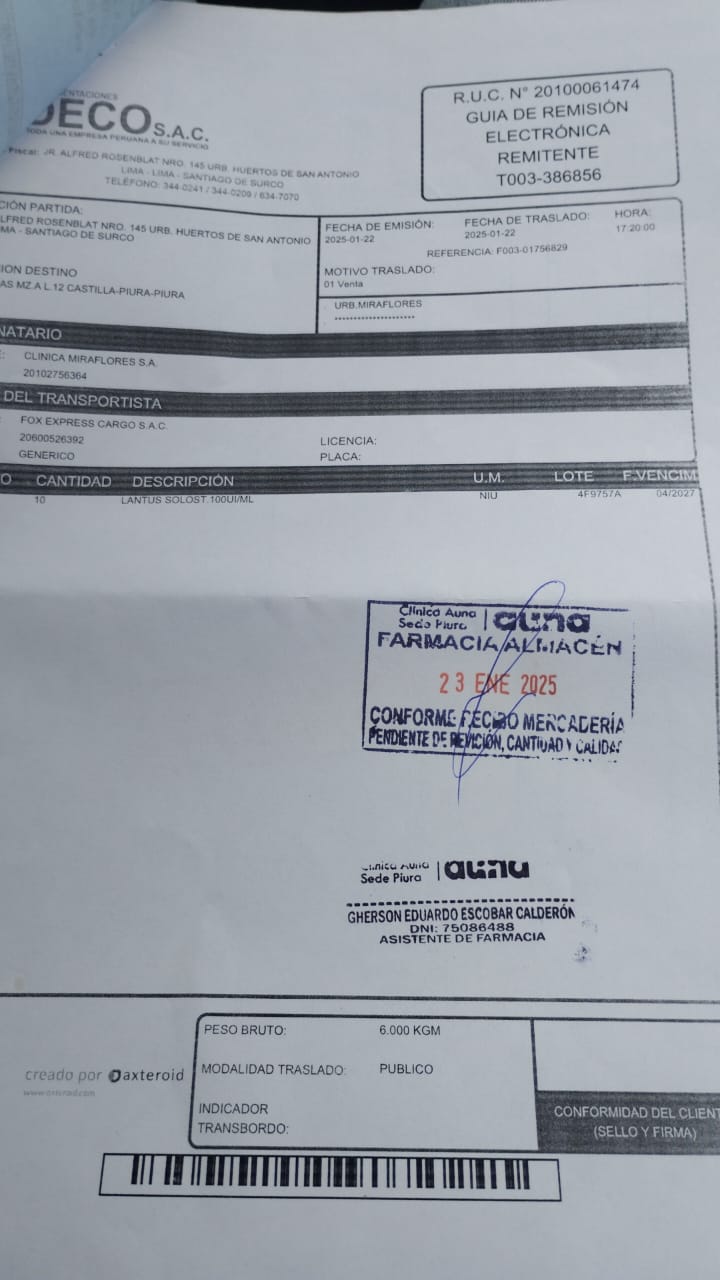 ENTACIONES
DECO S.A.C.
TODA UNA EMPRESA PERUANA A SU SERVICIO
Fiscal: JR. ALFRED ROSENBLAT NRO. 145 URB. HUERTOS DE SAN ANTONIO
LIMA - LIMA - SANTIAGO DE SURCO
TELÉFONO: 344-0241 / 344-0209 / 634-7070
R.U.C. N° 20100061474
GUIA DE REMISIÓN
ELECTRÓNICA
REMITENTE
T003-386856
CIÓN PARTIDA:
LFRED ROSENBLAT NRO. 145 URB. HUERTOS DE SAN ANTONIO
MA - SANTIAGO DE SURCO
ION DESTINO
AS MZ.A L.12 CASTILLA-PIURA-PIURA
FECHA DE EMISIÓN: FECHA DE TRASLADO: HORA:
2025-01-22 2025-01-22 17:20:00
REFERENCIA: F003-01756829
MOTIVO TRASLADO:
01 Venta
URB.MIRAFLORES
********************
NATARIO
: CLINICA MIRAFLORES S.A.
20102756364
DEL TRANSPORTISTA
: FOX EXPRESS CARGO S.A.C.
20600526392 LICENCIA:
GENERICO PLACA:
O CANTIDAD DESCRIPCIÓN U.M. LOTE F-VENCIM
10 LANTUS SOLOST.100UI/ML NIU 4F9757A 04/2027
Clínica Auna | auna
Sede Piura
FARMACIA ALMACÉN
23 ENE 2025
CONFORME RECIBO MERCADERÍA
PENDIENTE DE REVICIÓN, CANTIDAD Y CALIDAD
Clínica Auna | auna
Sede Piura
GHERSON EDUARDO ESCOBAR CALDERÓN
DNI: 75086488
ASISTENTE DE FARMACIA
PESO BRUTO: 6.000 KGM
MODALIDAD TRASLADO: PUBLICO
INDICADOR
TRANSBORDO:
creado por axteroid
CONFORMIDAD DEL CLIENT
(SELLO Y FIRMA)